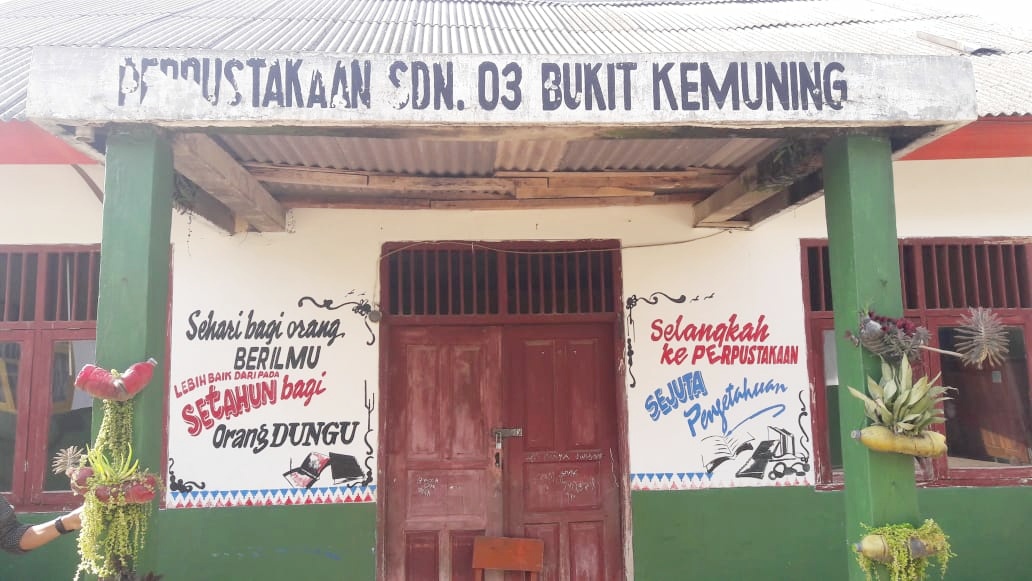 PERPUSTAKAAN SDN. 03 BUKIT KEMUNING
Sehari bagi orang
BERILMU
LEBIH BAIK DARI PADA
SETAHUN bagi
Orang DUNGU
Selangkah
ke PERPUSTAKAAN
SEJUTA
Pengetahuan